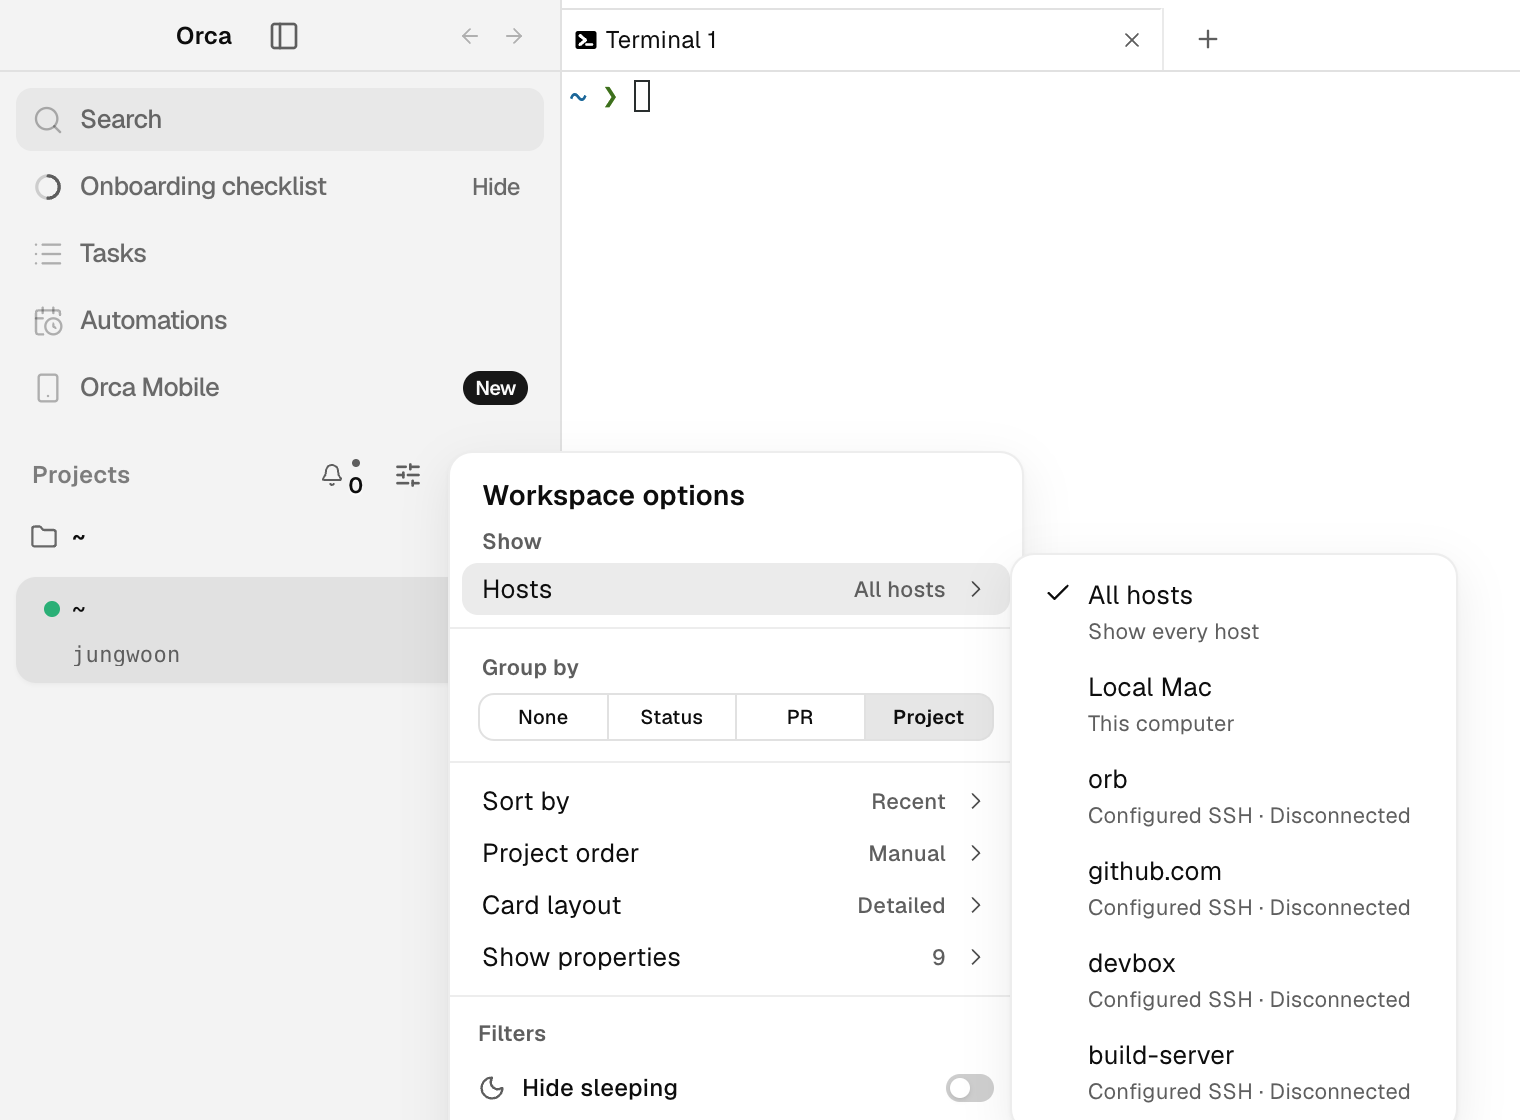 Orca
Terminal 1
~ ❯
Search
Onboarding checklist Hide
Tasks
Automations
Orca Mobile New
Projects 0
~
~
jungwoon
Workspace options
Show
Hosts All hosts
Group by
None Status PR Project
Sort by Recent
Project order Manual
Card layout Detailed
Show properties 9
Filters
Hide sleeping
All hosts
Show every host
Local Mac
This computer
orb
Configured SSH · Disconnected
github.com
Configured SSH · Disconnected
devbox
Configured SSH · Disconnected
build-server
Configured SSH · Disconnected